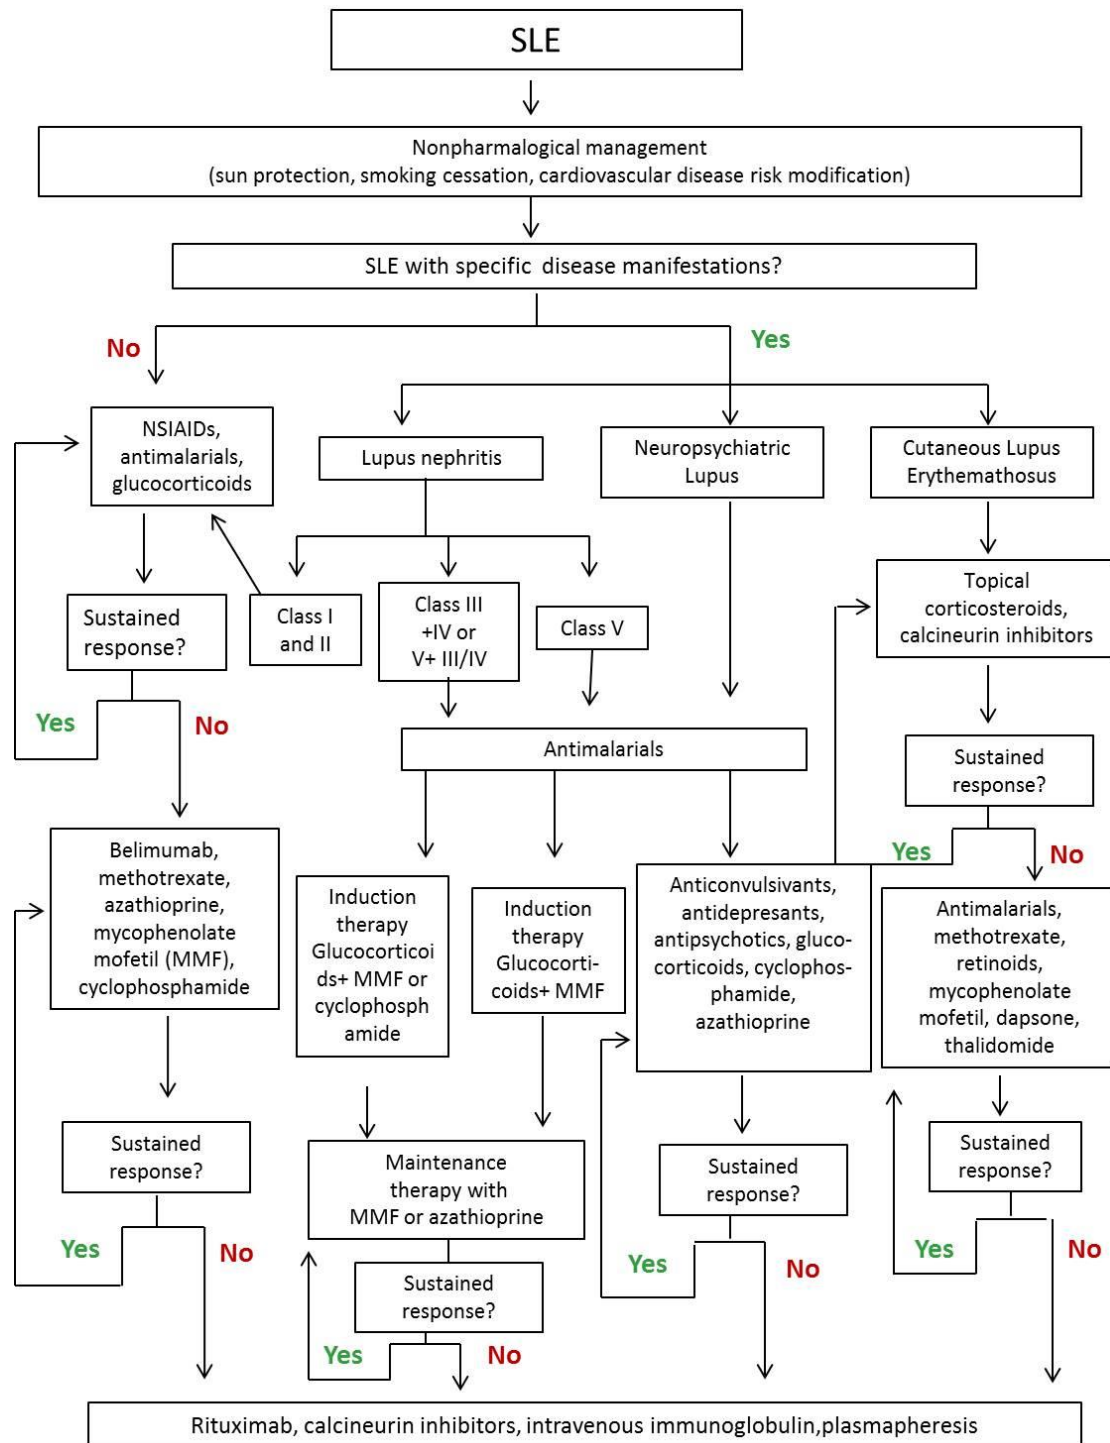 SLE
Nonpharmalogical management
(sun protection, smoking cessation, cardiovascular disease risk modification)
SLE with specific disease manifestations?
No
Yes
NSIAIDs,
antimalarials,
glucocorticoids
Lupus nephritis
Neuropsychiatric
Lupus
Cutaneous Lupus
Erythemathosus
Sustained
response?
Class I
and II
Class III
+IV or
V+ III/IV
Class V
Topical
corticosteroids,
calcineurin inhibitors
Yes
No
Antimalarials
Sustained
response?
Yes
No
Belimumab,
methotrexate,
azathioprine,
mycophenolate
mofetil (MMF),
cyclophosphamide
Induction
therapy
Glucocorticoi
ds+ MMF or
cyclophosph
amide
Induction
therapy
Glucocorti-
coids+ MMF
Anticonvulsivants,
antidepresants,
antipsychotics, gluco-
corticoids, cyclophos-
phamide,
azathioprine
Antimalarials,
methotrexate,
retinoids,
mycophenolate
mofetil, dapsone,
thalidomide
Sustained
response?
Maintenance
therapy with
MMF or azathioprine
Sustained
response?
Sustained
response?
Yes
No
Sustained
response?
Yes
No
Yes
No
Yes
No
Rituximab, calcineurin inhibitors, intravenous immunoglobulin,plasmapheresis